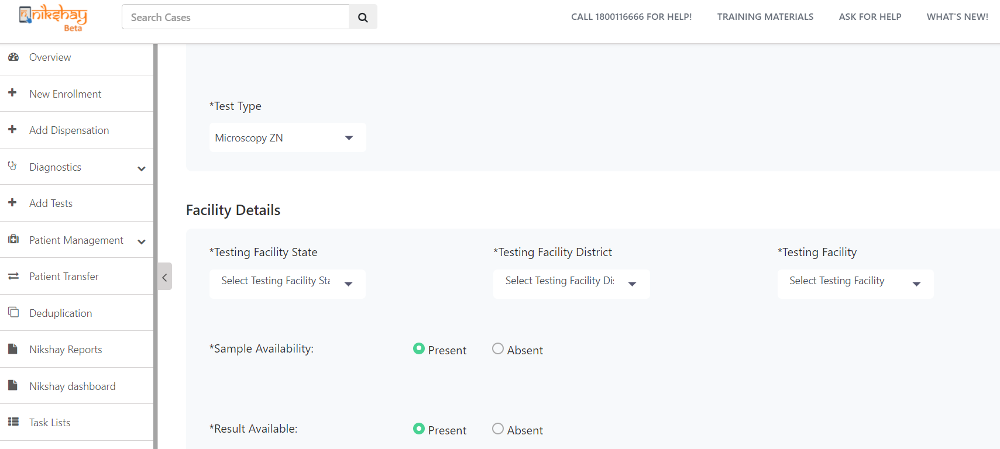 nikshay
Beta
Search Cases
CALL 1800116666 FOR HELP!
TRAINING MATERIALS
ASK FOR HELP
WHAT'S NEW!
Overview
New Enrollment
Add Dispensation
Diagnostics
Add Tests
Patient Management
Patient Transfer
Deduplication
Nikshay Reports
Nikshay dashboard
Task Lists
*Test Type
Microscopy ZN
Facility Details
*Testing Facility State
*Testing Facility District
*Testing Facility
Select Testing Facility Sta
Select Testing Facility Dis
Select Testing Facility
*Sample Availability:
Present
Absent
*Result Available:
Present
Absent